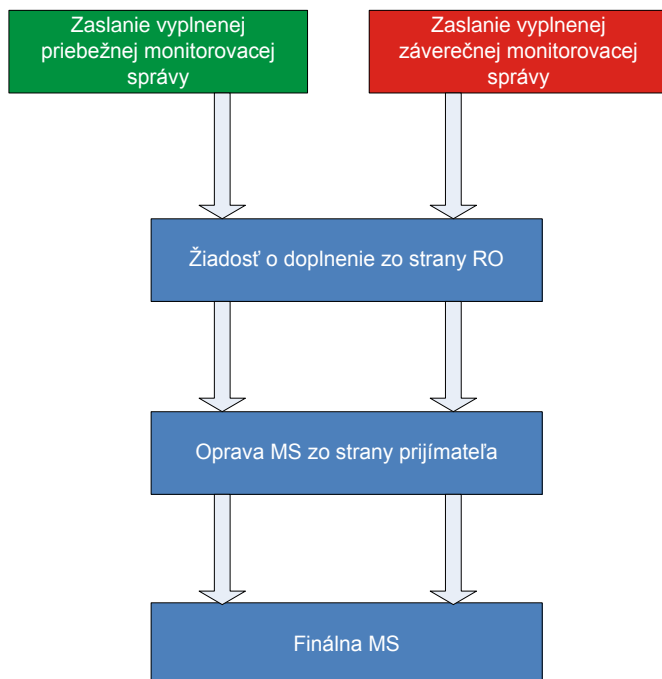 Zaslanie vyplnenej
priebežnej monitorovacej
správy
Zaslanie vyplnenej
záverečnej monitorovacej
správy
Žiadosť o doplnenie zo strany RO
Oprava MS zo strany prijímateľa
Finálna MS